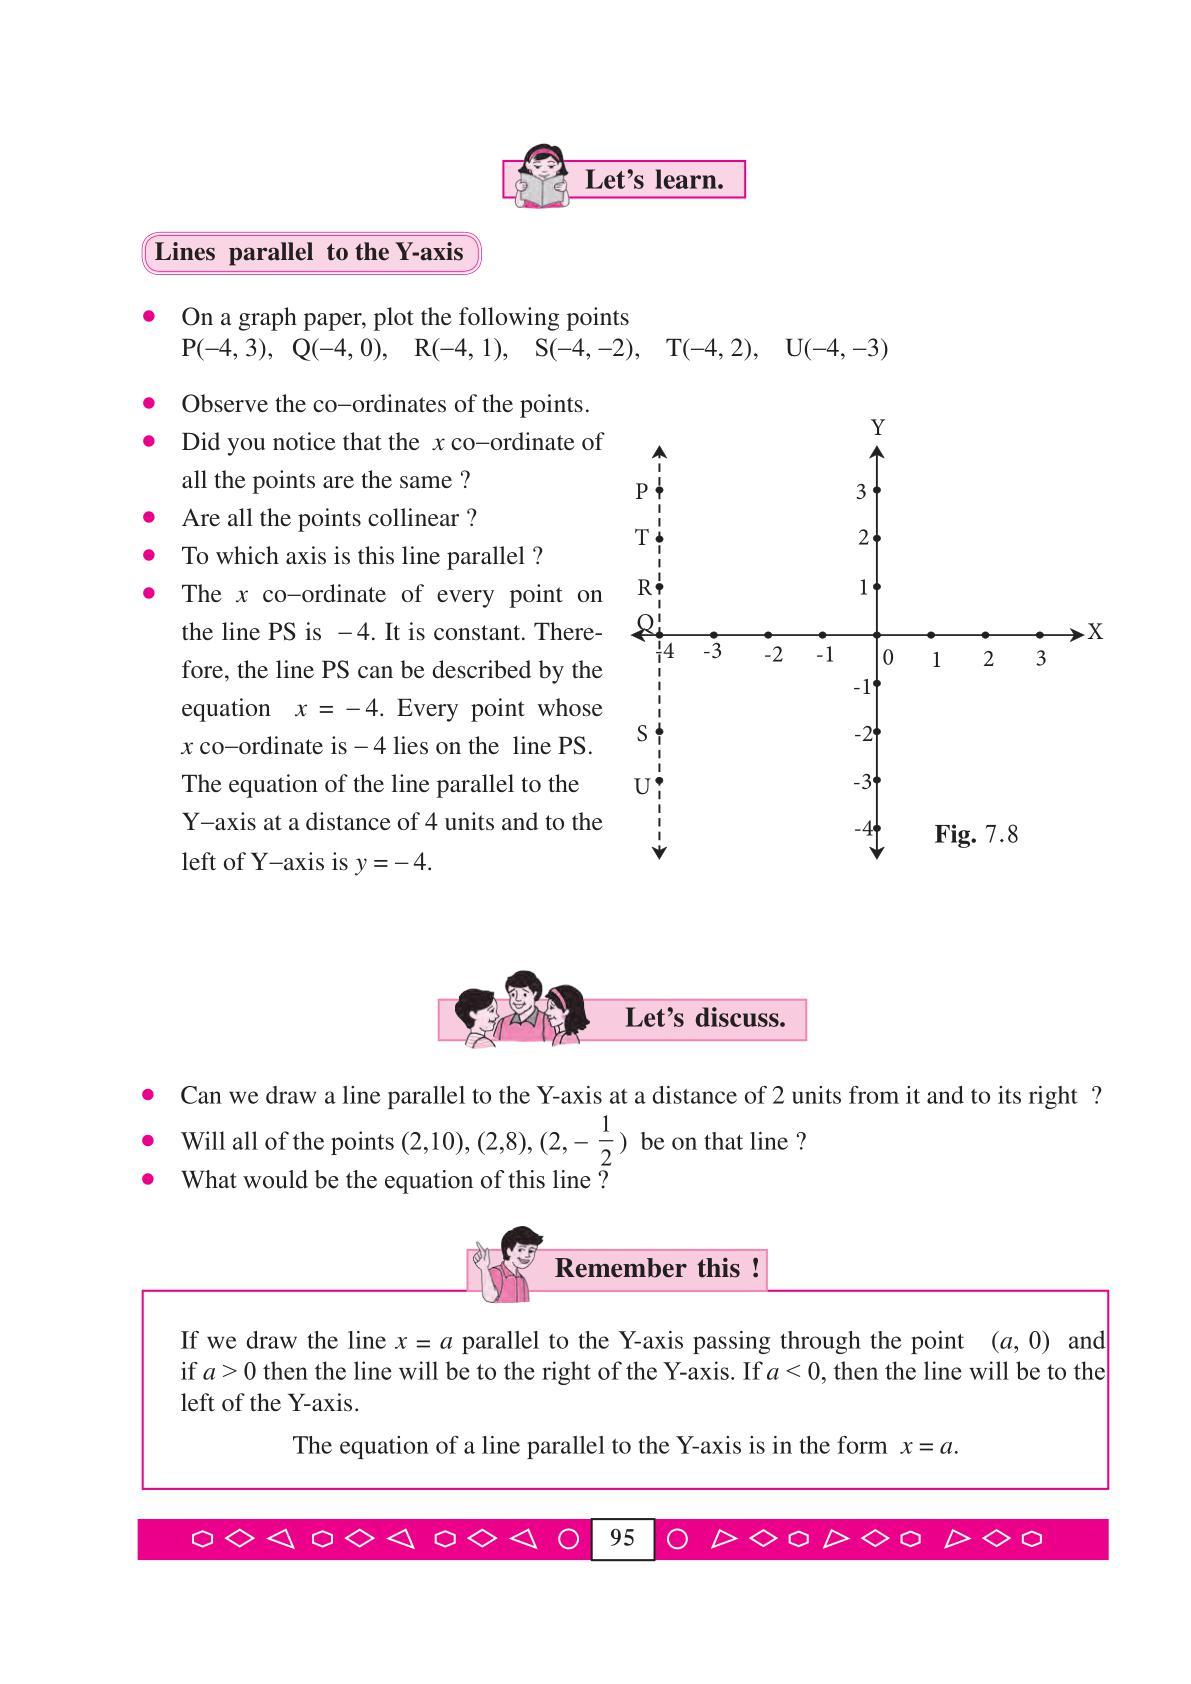 Let’s learn.
Lines parallel to the Y-axis
● On a graph paper, plot the following points
P(–4, 3), Q(–4, 0), R(–4, 1), S(–4, –2), T(–4, 2), U(–4, –3)
● Observe the co–ordinates of the points.
● Did you notice that the x co–ordinate of
all the points are the same ?
● Are all the points collinear ?
● To which axis is this line parallel ?
● The x co–ordinate of every point on
the line PS is – 4. It is constant. There-
fore, the line PS can be described by the
equation x = – 4. Every point whose
x co–ordinate is – 4 lies on the line PS.
The equation of the line parallel to the
Y–axis at a distance of 4 units and to the
left of Y–axis is y = – 4.
Y
P 3
T 2
R 1
Q X
-4 -3 -2 -1 0 1 2 3
-1
S -2
U -3
-4
Fig. 7.8
Let’s discuss.
● Can we draw a line parallel to the Y-axis at a distance of 2 units from it and to its right ?
● Will all of the points (2,10), (2,8), (2, – 1/2 ) be on that line ?
● What would be the equation of this line ?
Remember this !
If we draw the line x = a parallel to the Y-axis passing through the point (a, 0) and
if a > 0 then the line will be to the right of the Y-axis. If a < 0, then the line will be to the
left of the Y-axis.
The equation of a line parallel to the Y-axis is in the form x = a.
95